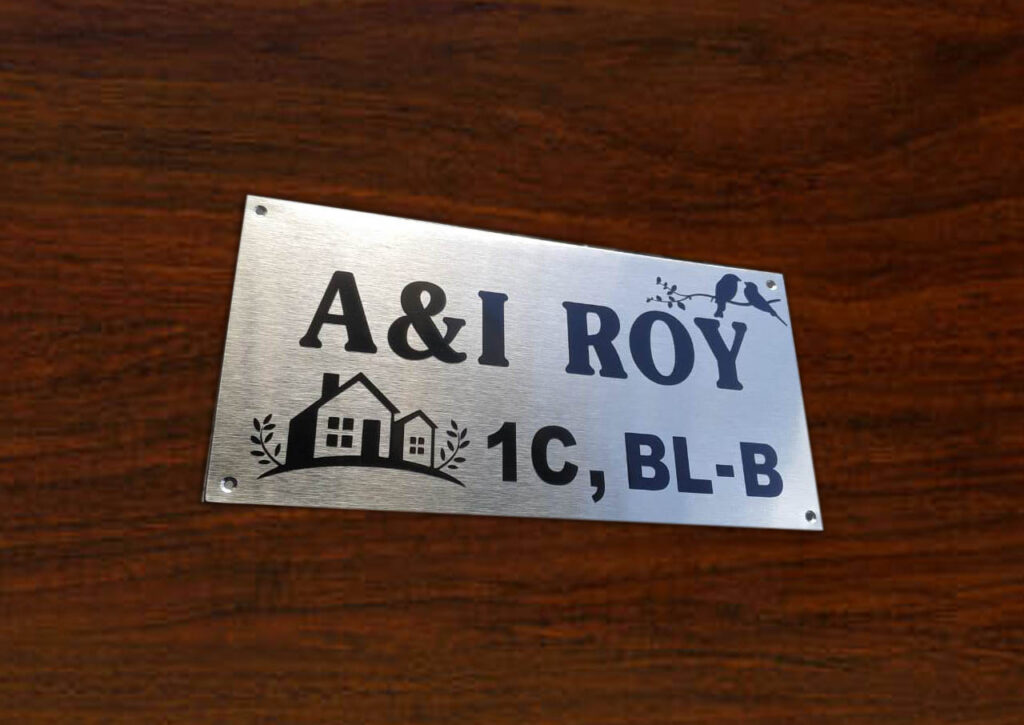 A&I ROY
1C, BL-B